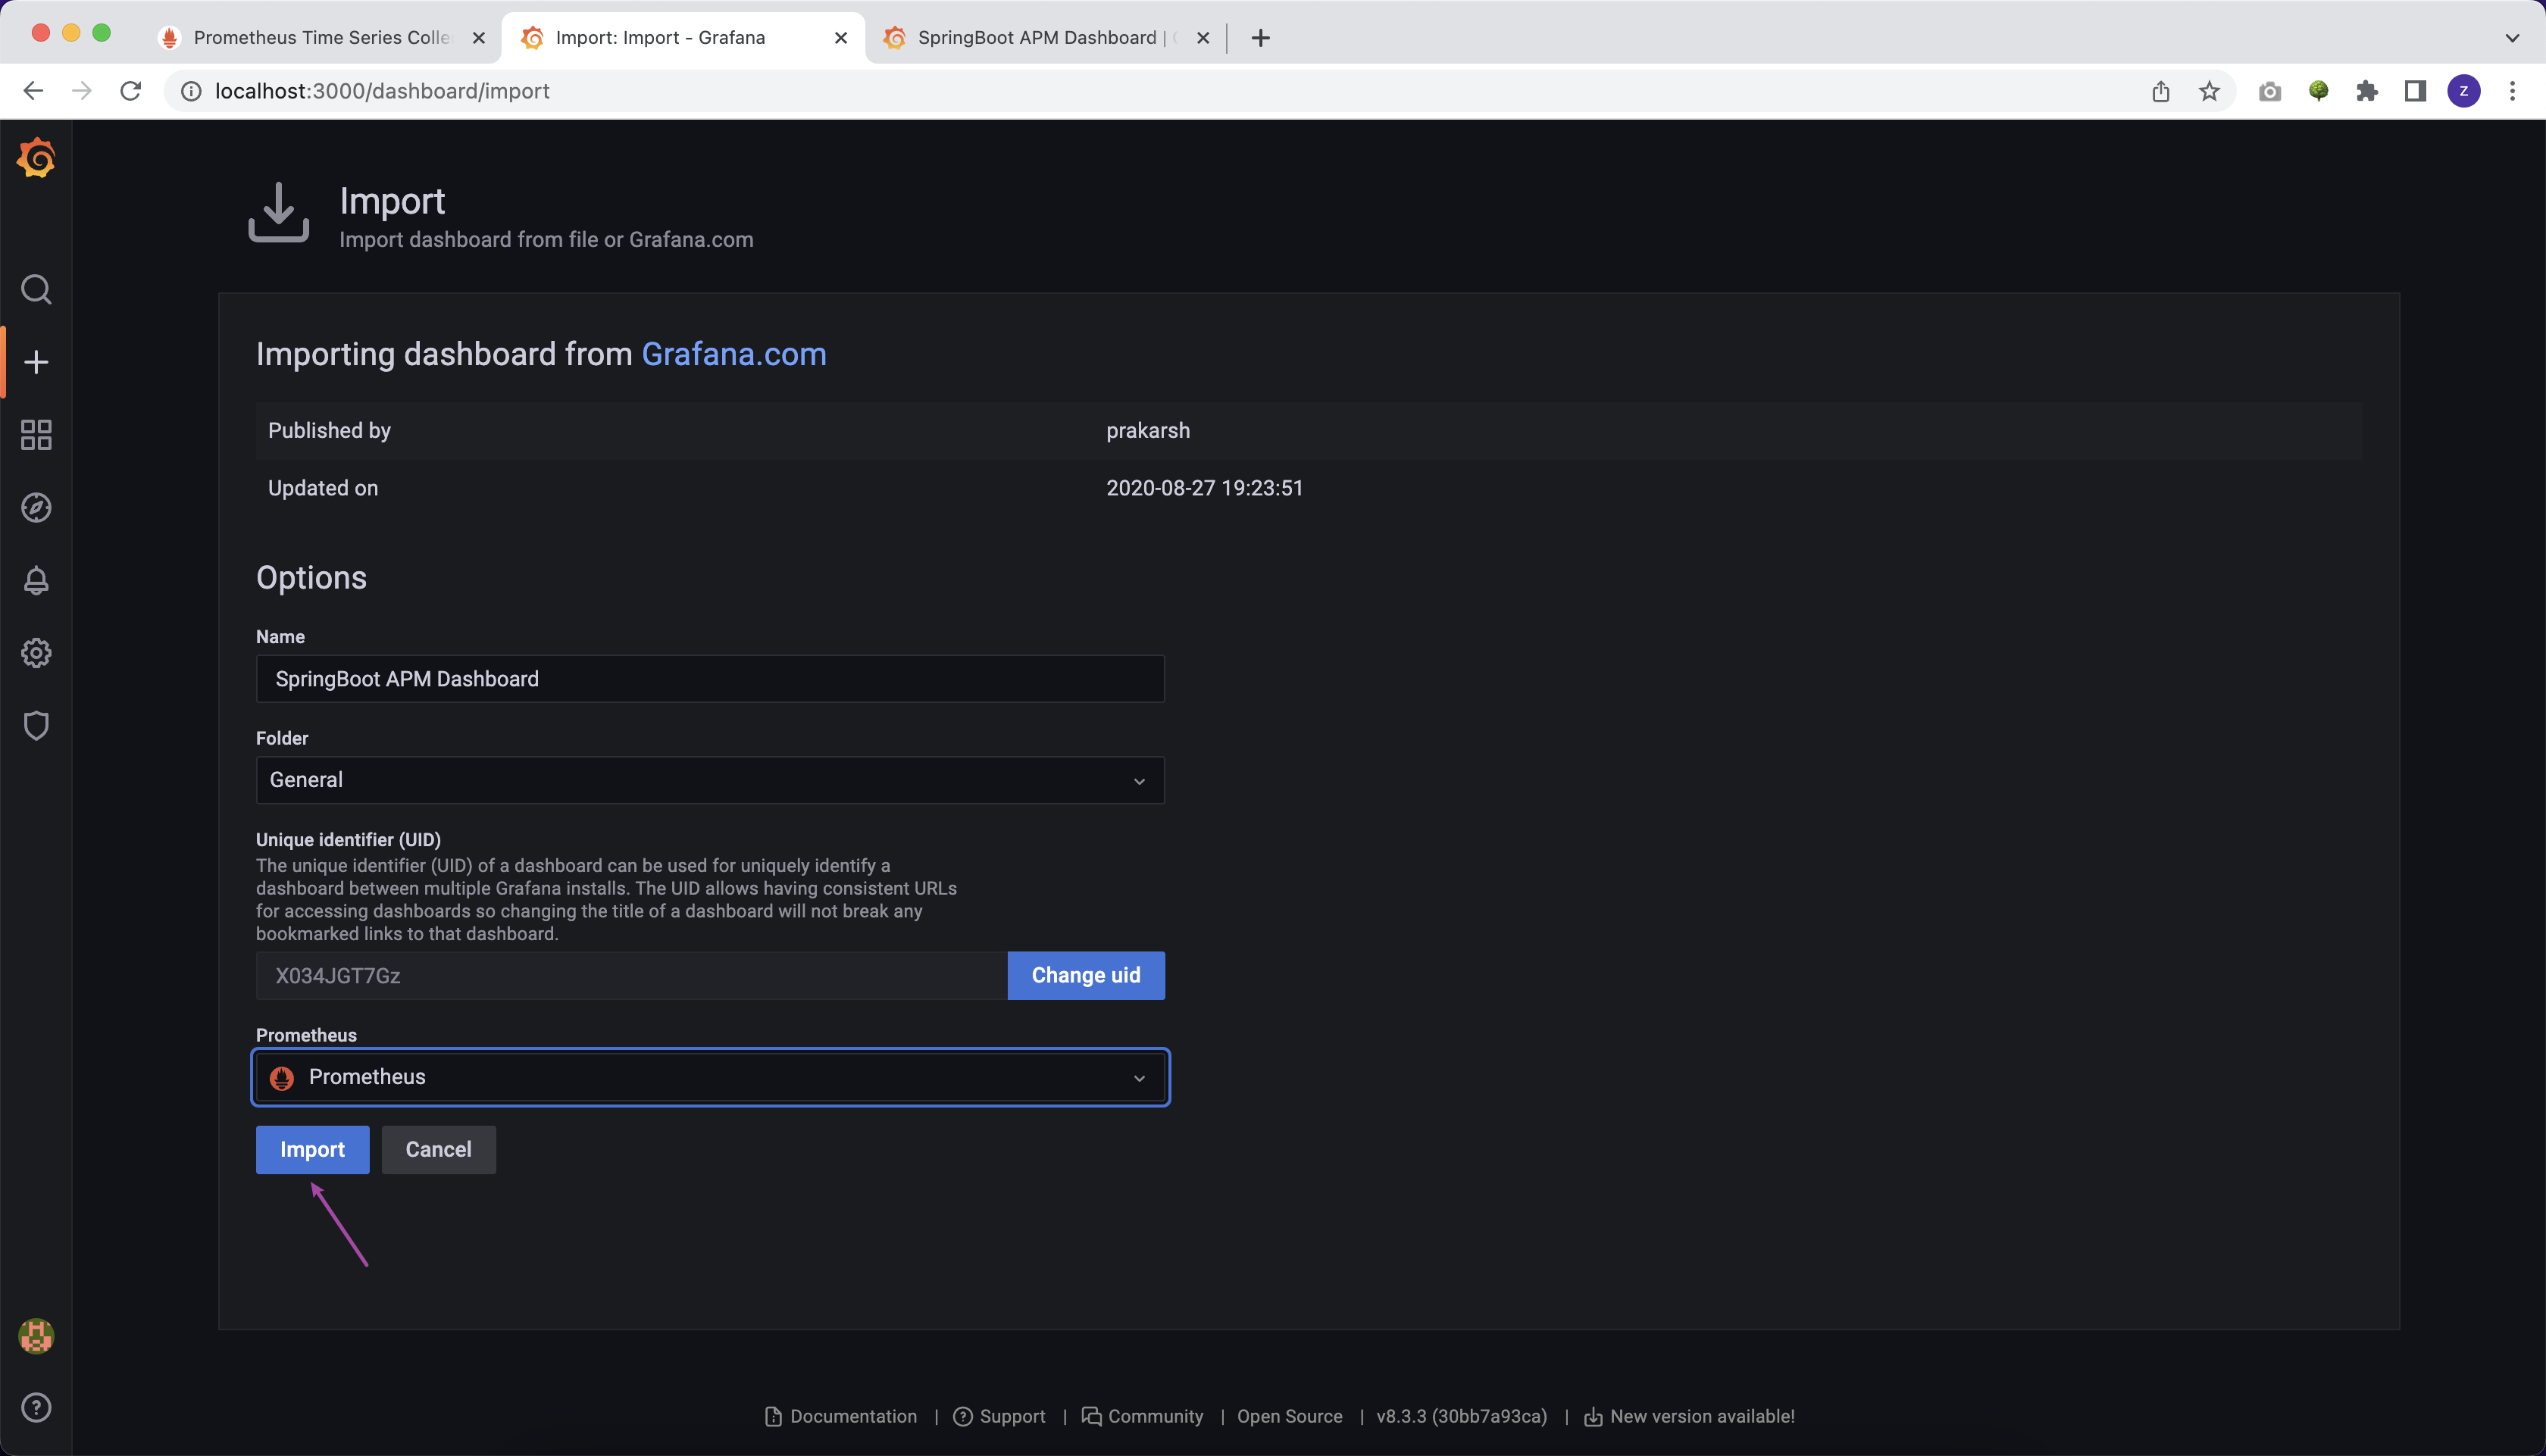 Prometheus Time Series Colle
Import: Import - Grafana
SpringBoot APM Dashboard |
localhost:3000/dashboard/import
z
Import
Import dashboard from file or Grafana.com
Importing dashboard from Grafana.com
Published by prakarsh
Updated on 2020-08-27 19:23:51
Options
Name
SpringBoot APM Dashboard
Folder
General
Unique identifier (UID)
The unique identifier (UID) of a dashboard can be used for uniquely identify a
dashboard between multiple Grafana installs. The UID allows having consistent URLs
for accessing dashboards so changing the title of a dashboard will not break any
bookmarked links to that dashboard.
X034JGT7Gz
Change uid
Prometheus
Prometheus
Import
Cancel
Documentation | Support | Community | Open Source | v8.3.3 (30bb7a93ca) | New version available!